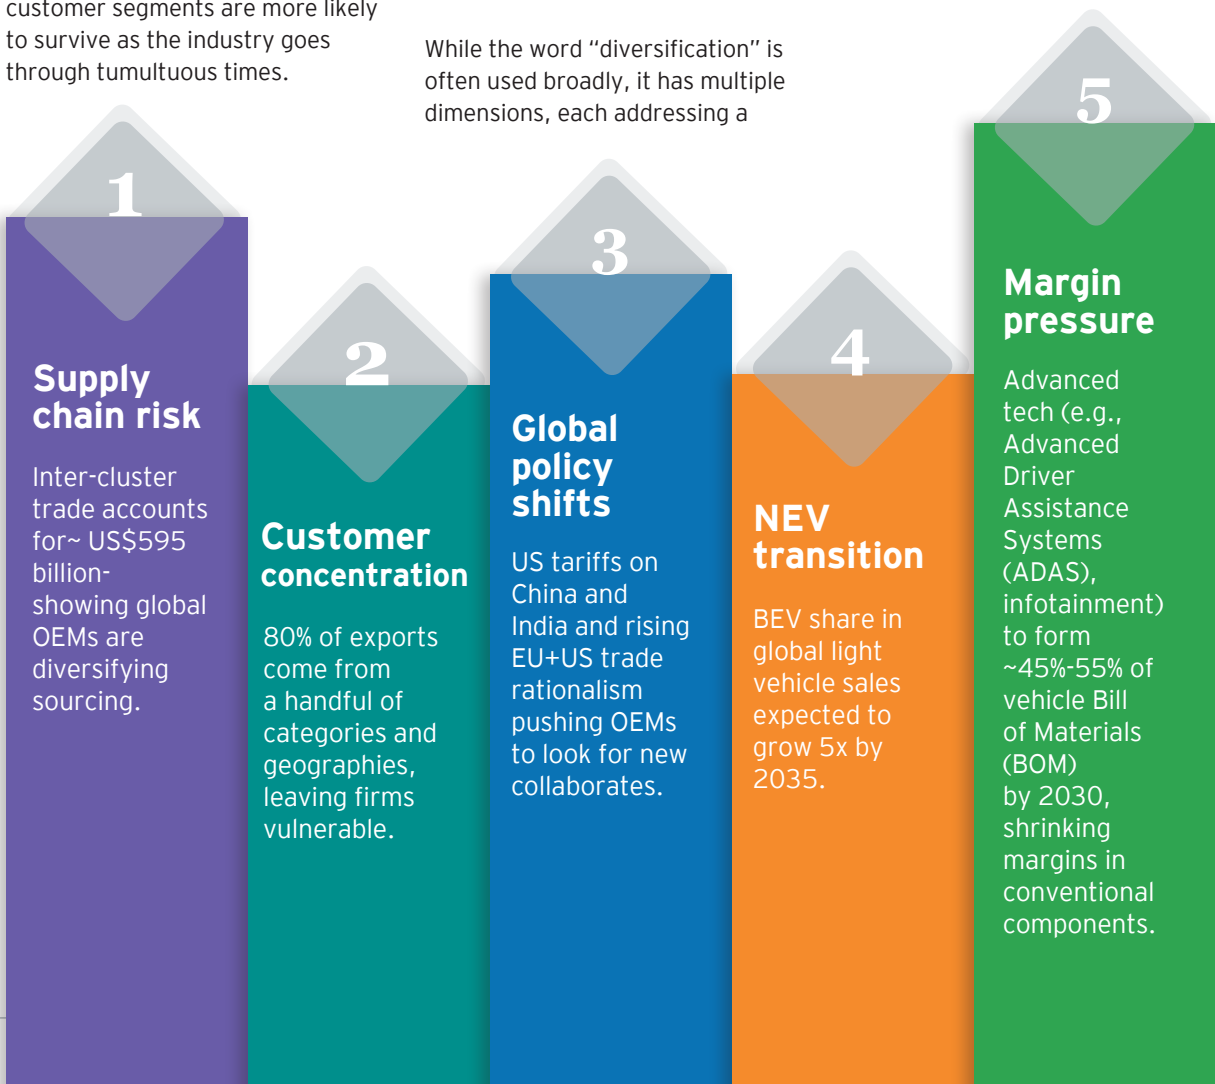 customer segments are more likely
to survive as the industry goes
through tumultuous times.
While the word “diversification” is
often used broadly, it has multiple
dimensions, each addressing a
1
Supply
chain risk
Inter-cluster
trade accounts
for~ US$595
billion-
showing global
OEMs are
diversifying
sourcing.
2
Customer
concentration
80% of exports
come from
a handful of
categories and
geographies,
leaving firms
vulnerable.
3
Global
policy
shifts
US tariffs on
China and
India and rising
EU+US trade
rationalism
pushing OEMs
to look for new
collaborates.
4
NEV
transition
BEV share in
global light
vehicle sales
expected to
grow 5x by
2035.
5
Margin
pressure
Advanced
tech (e.g.,
Advanced
Driver
Assistance
Systems
(ADAS),
infotainment)
to form
~45%-55% of
vehicle Bill
of Materials
(BOM)
by 2030,
shrinking
margins in
conventional
components.